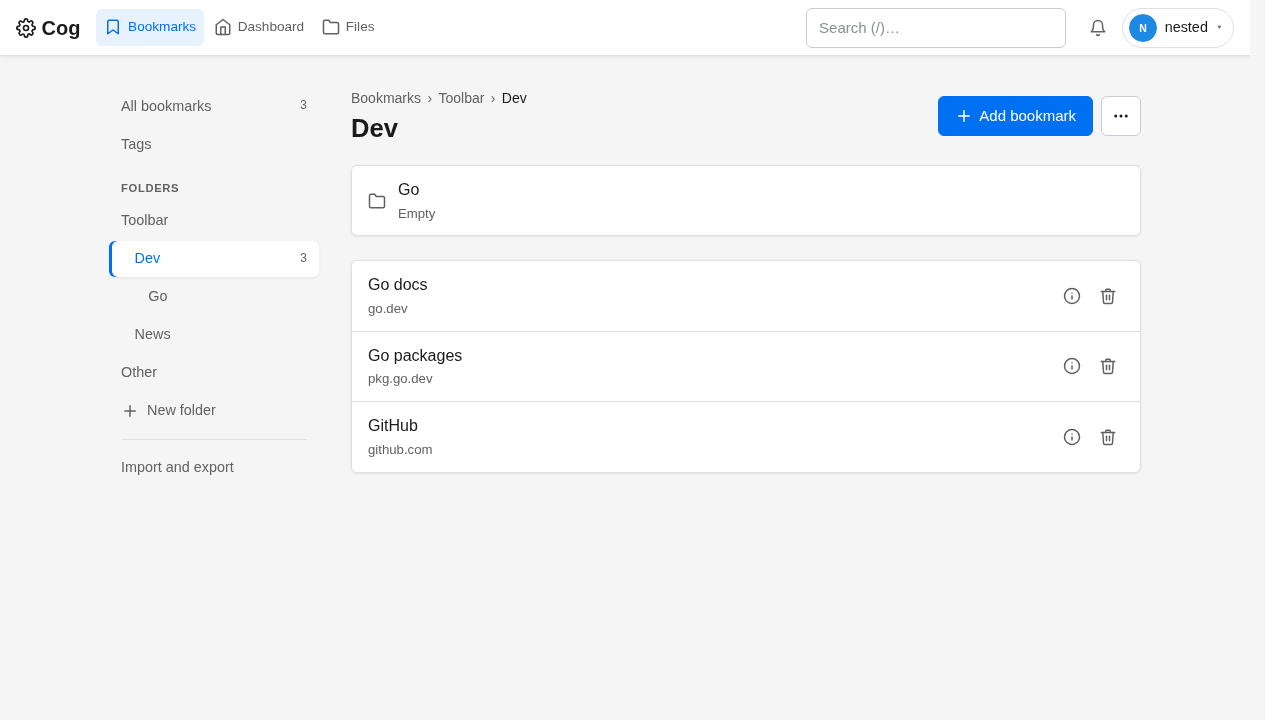 Cog
Bookmarks
Dashboard
Files
Search (/)…
N
nested
All bookmarks 3
Tags
FOLDERS
Toolbar
Dev 3
Go
News
Other
New folder
Import and export
Bookmarks › Toolbar › Dev
Dev
Add bookmark
Go
Empty
Go docs
go.dev
Go packages
pkg.go.dev
GitHub
github.com